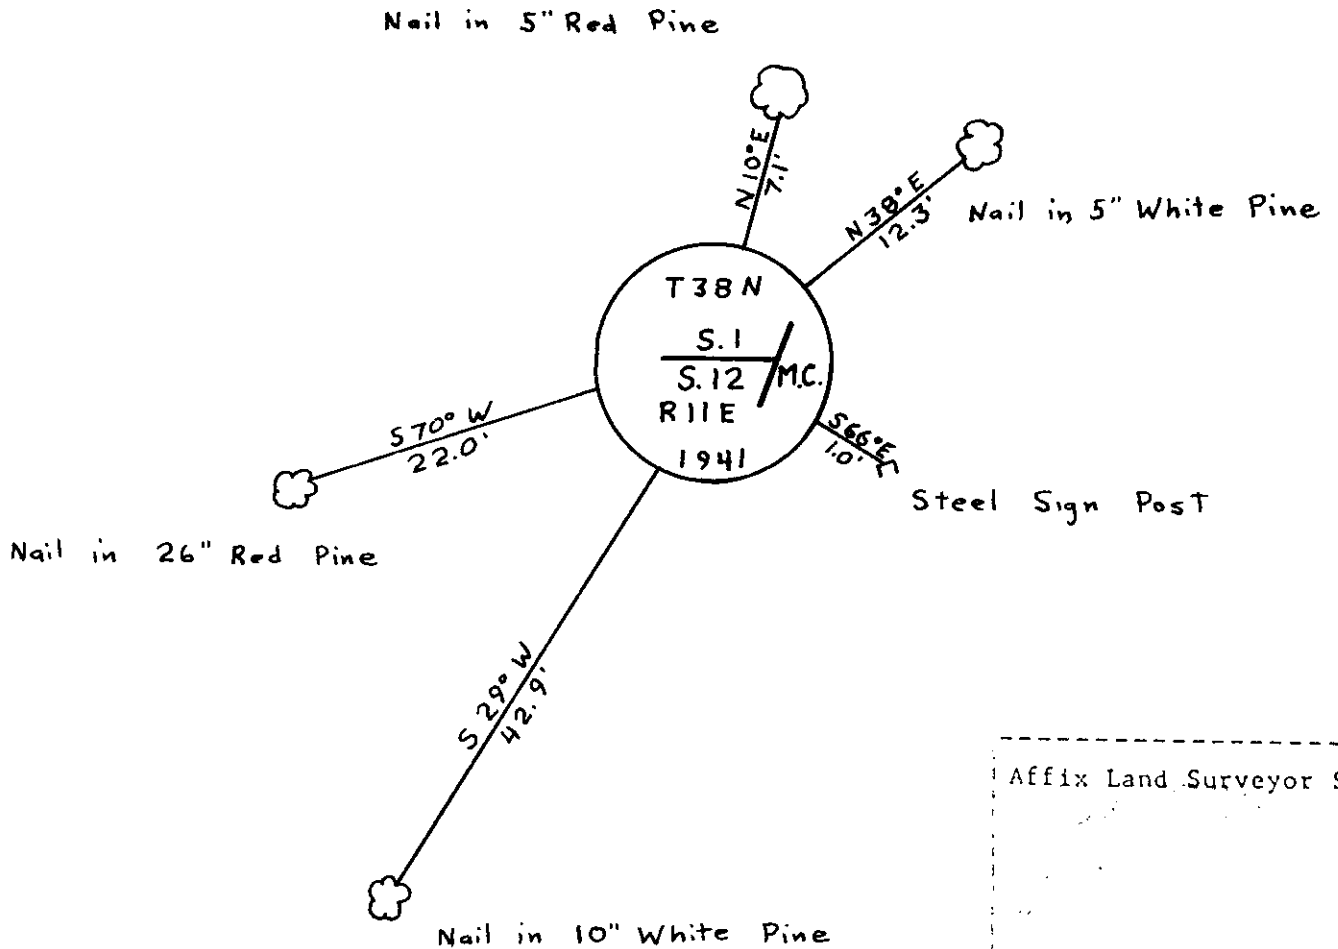 Nail in 5" Red Pine
N 10° E
7.1'
N 38° E
12.3'
Nail in 5" White Pine
T 38 N
S. 1
S. 12 M.C.
R 11 E
1941
S 66° E
1.0'
Steel Sign Post
S 70° W
22.0'
Nail in 26" Red Pine
S 29° W
42.9'
Affix Land Surveyor S
Nail in 10" White Pine